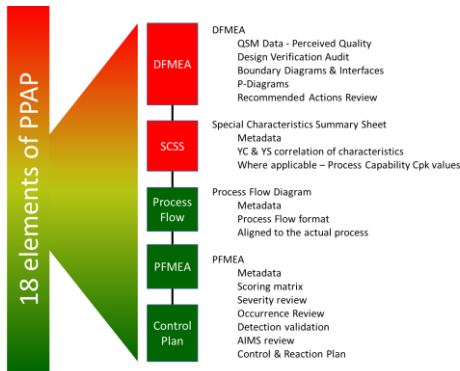 18 elements of PPAP
DFMEA
SCSS
Process
Flow
PFMEA
Control
Plan
DFMEA
QSM Data - Perceived Quality
Design Verification Audit
Boundary Diagrams & Interfaces
P-Diagrams
Recommended Actions Review
Special Characteristics Summary Sheet
Metadata
YC & YS correlation of characteristics
Where applicable – Process Capability Cpk values
Process Flow Diagram
Metadata
Process Flow format
Aligned to the actual process
PFMEA
Metadata
Scoring matrix
Severity review
Occurrence Review
Detection validation
AIMS review
Control & Reaction Plan